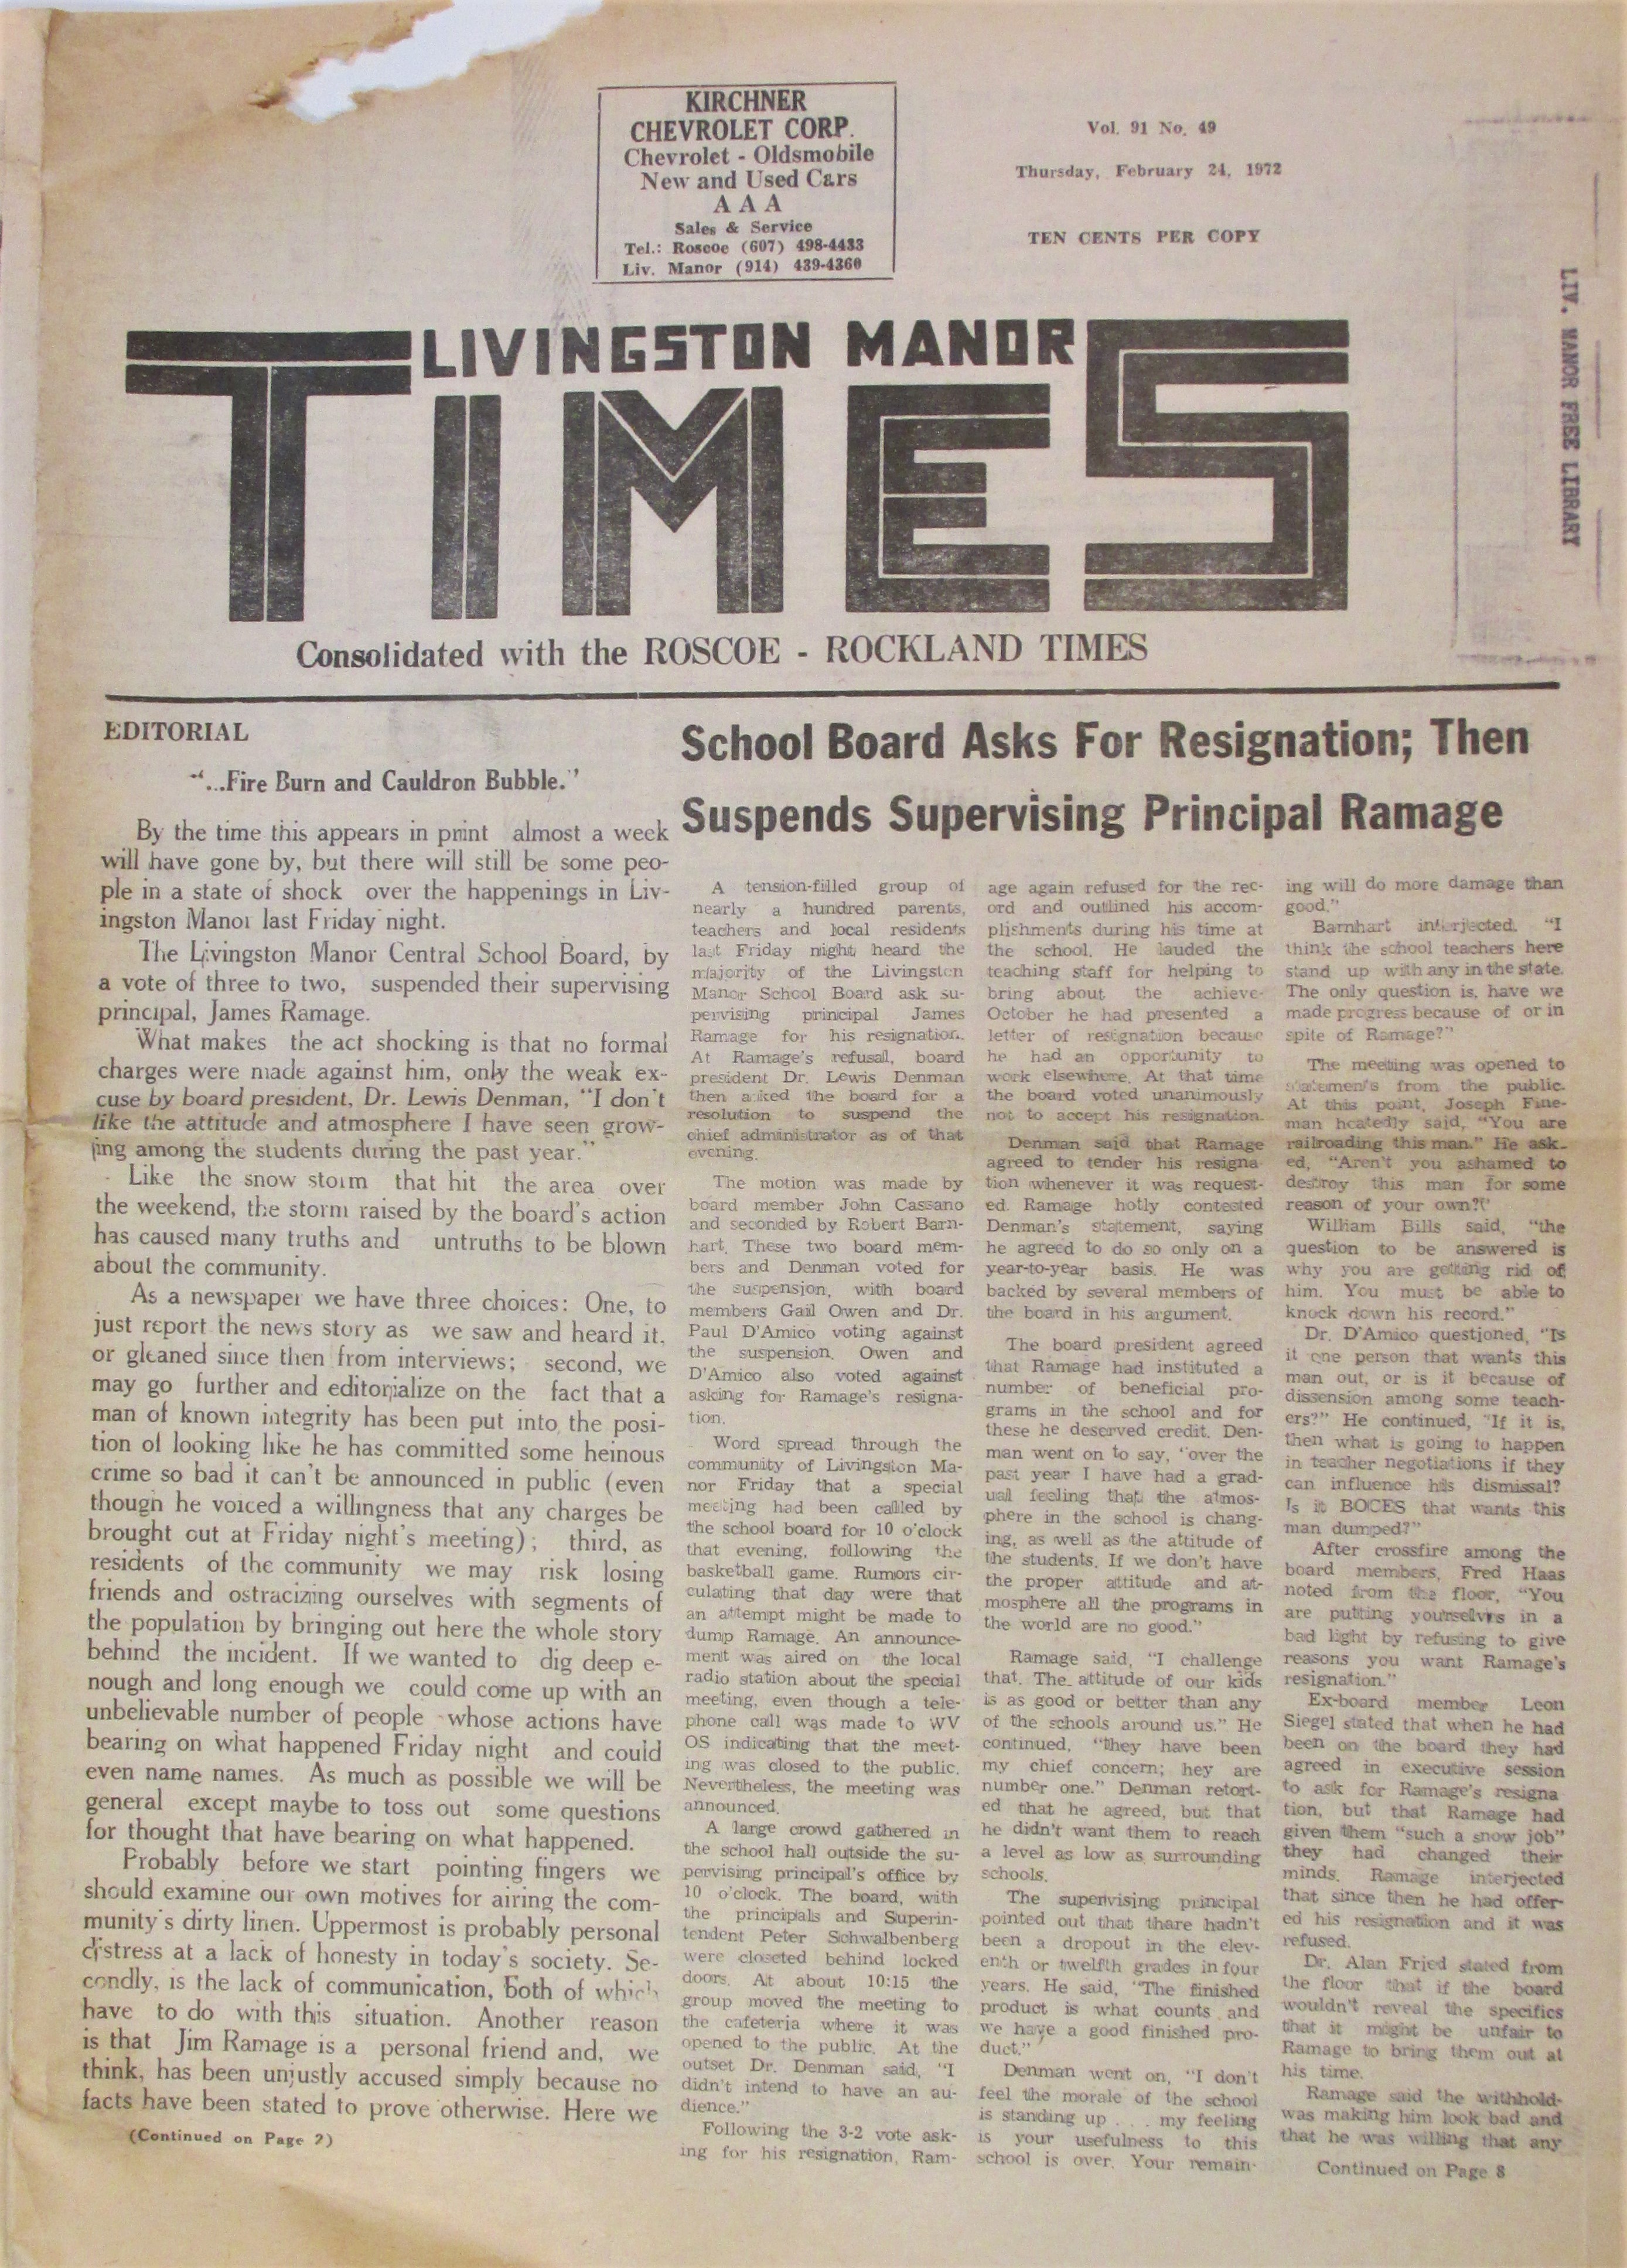 KIRCHNER
CHEVROLET CORP.
Chevrolet - Oldsmobile
New and Used Cars
A A A
Sales & Service
Tel.: Roscoe (607) 498-4433
Liv. Manor (914) 439-4360
Vol. 91 No. 49
Thursday, February 24, 1972
TEN CENTS PER COPY
LIV. MANOR FREE LIBRARY
LIVINGSTON MANOR
TIMES
Consolidated with the ROSCOE - ROCKLAND TIMES
EDITORIAL
"...Fire Burn and Cauldron Bubble."
By the time this appears in print almost a week
will have gone by, but there will still be some peo-
ple in a state of shock over the happenings in Liv-
ingston Manor last Friday night.
The Livingston Manor Central School Board, by
a vote of three to two, suspended their supervising
principal, James Ramage.
What makes the act shocking is that no formal
charges were made against him, only the weak ex-
cuse by board president, Dr. Lewis Denman, "I don't
like the attitude and atmosphere I have seen grow-
ing among the students during the past year."
Like the snow storm that hit the area over
the weekend, the storm raised by the board's action
has caused many truths and untruths to be blown
about the community.
As a newspaper we have three choices: One, to
just report the news story as we saw and heard it,
or gleaned since then from interviews; second, we
may go further and editorialize on the fact that a
man of known integrity has been put into the posi-
tion of looking like he has committed some heinous
crime so bad it can't be announced in public (even
though he voiced a willingness that any charges be
brought out at Friday night's meeting); third, as
residents of the community we may risk losing
friends and ostracizing ourselves with segments of
the population by bringing out here the whole story
behind the incident. If we wanted to dig deep e-
nough and long enough we could come up with an
unbelievable number of people whose actions have
bearing on what happened Friday night and could
even name names. As much as possible we will be
general except maybe to toss out some questions
for thought that have bearing on what happened.
Probably before we start pointing fingers we
should examine our own motives for airing the com-
munity's dirty linen. Uppermost is probably personal
distress at a lack of honesty in today's society. Se-
condly, is the lack of communication, both of which
have to do with this situation. Another reason
is that Jim Ramage is a personal friend and, we
think, has been unjustly accused simply because no
facts have been stated to prove otherwise. Here we
(Continued on Page 2)
School Board Asks For Resignation; Then
Suspends Supervising Principal Ramage
A tension-filled group of
nearly a hundred parents,
teachers and local residents
last Friday night heard the
majority of the Livingston
Manor School Board ask su-
pervising principal James
Ramage for his resignation.
At Ramage's refusal, board
president Dr. Lewis Denman
then asked the board for a
resolution to suspend the
chief administrator as of that
evening.
The motion was made by
board member John Cassano
and seconded by Robert Barn-
hart. These two board mem-
bers and Denman voted for
the suspension, with board
members Gail Owen and Dr.
Paul D'Amico voting against
the suspension. Owen and
D'Amico also voted against
asking for Ramage's resigna-
tion.
Word spread through the
community of Livingston Ma-
nor Friday that a special
meeting had been called by
the school board for 10 o'clock
that evening, following the
basketball game. Rumors cir-
culating that day were that
an attempt might be made to
dump Ramage. An announce-
ment was aired on the local
radio station about the special
meeting, even though a tele-
phone call was made to WV
OS indicating that the meet-
ing was closed to the public.
Nevertheless, the meeting was
announced.
A large crowd gathered in
the school hall outside the su-
pervising principal's office by
10 o'clock. The board, with
the principals and Superin-
tendent Peter Schwalbenberg
were closeted behind locked
doors. At about 10:15 the
group moved the meeting to
the cafeteria where it was
opened to the public. At the
outset Dr. Denman said, "I
didn't intend to have an au-
dience."
Following the 3-2 vote ask-
ing for his resignation, Ram-
age again refused for the rec-
ord and outlined his accom-
plishments during his time at
the school. He lauded the
teaching staff for helping to
bring about the achieve-
October he had presented a
letter of resignation because
he had an opportunity to
work elsewhere. At that time
the board voted unanimously
not to accept his resignation.
Denman said that Ramage
agreed to tender his resigna-
tion whenever it was request-
ed. Ramage hotly contested
Denman's statement, saying
he agreed to do so only on a
year-to-year basis. He was
backed by several members of
the board in his argument.
The board president agreed
that Ramage had instituted a
number of beneficial pro-
grams in the school and for
these he deserved credit. Den-
man went on to say, "over the
past year I have had a grad-
ual feeling that the atmos-
phere in the school is chang-
ing, as well as the attitude of
the students. If we don't have
the proper attitude and at-
mosphere all the programs in
the world are no good."
Ramage said, "I challenge
that. The attitude of our kids
is as good or better than any
of the schools around us." He
continued, "they have been
my chief concern; hey are
number one." Denman retort-
ed that he agreed, but that
he didn't want them to reach
a level as low as surrounding
schools.
The supervising principal
pointed out that thare hadn't
been a dropout in the elev-
enth or twelfth grades in four
years. He said, "The finished
product is what counts and
we have a good finished pro-
duct."
Denman went on, "I don't
feel the morale of the school
is standing up . . . my feeling
is your usefulness to this
school is over. Your remain-
ing will do more damage than
good."
Barnhart interjected, "I
think the school teachers here
stand up with any in the state.
The only question is, have we
made progress because of or in
spite of Ramage?"
The meeting was opened to
statements from the public.
At this point, Joseph Fine-
man heatedly said, "You are
railroading this man." He ask-
ed, "Aren't you ashamed to
destroy this man for some
reason of your own?"
William Bills said, "the
question to be answered is
why you are getting rid of
him. You must be able to
knock down his record."
Dr. D'Amico questioned, "Is
it one person that wants this
man out, or is it because of
dissension among some teach-
ers?" He continued, "If it is,
then what is going to happen
in teacher negotiations if they
can influence his dismissal?
Is it BOCES that wants this
man dumped?"
After crossfire among the
board members, Fred Haas
noted from the floor, "You
are putting yourselves in a
bad light by refusing to give
reasons you want Ramage's
resignation."
Ex-board member Leon
Siegel stated that when he had
been on the board they had
agreed in executive session
to ask for Ramage's resigna
tion, but that Ramage had
given them "such a snow job"
they had changed their
minds. Ramage interjected
that since then he had offer-
ed his resignation and it was
refused.
Dr. Alan Fried stated from
the floor that if the board
wouldn't reveal the specifics
that it might be unfair to
Ramage to bring them out at
his time.
Ramage said the withhold-
was making him look bad and
that he was willing that any
Continued on Page 8